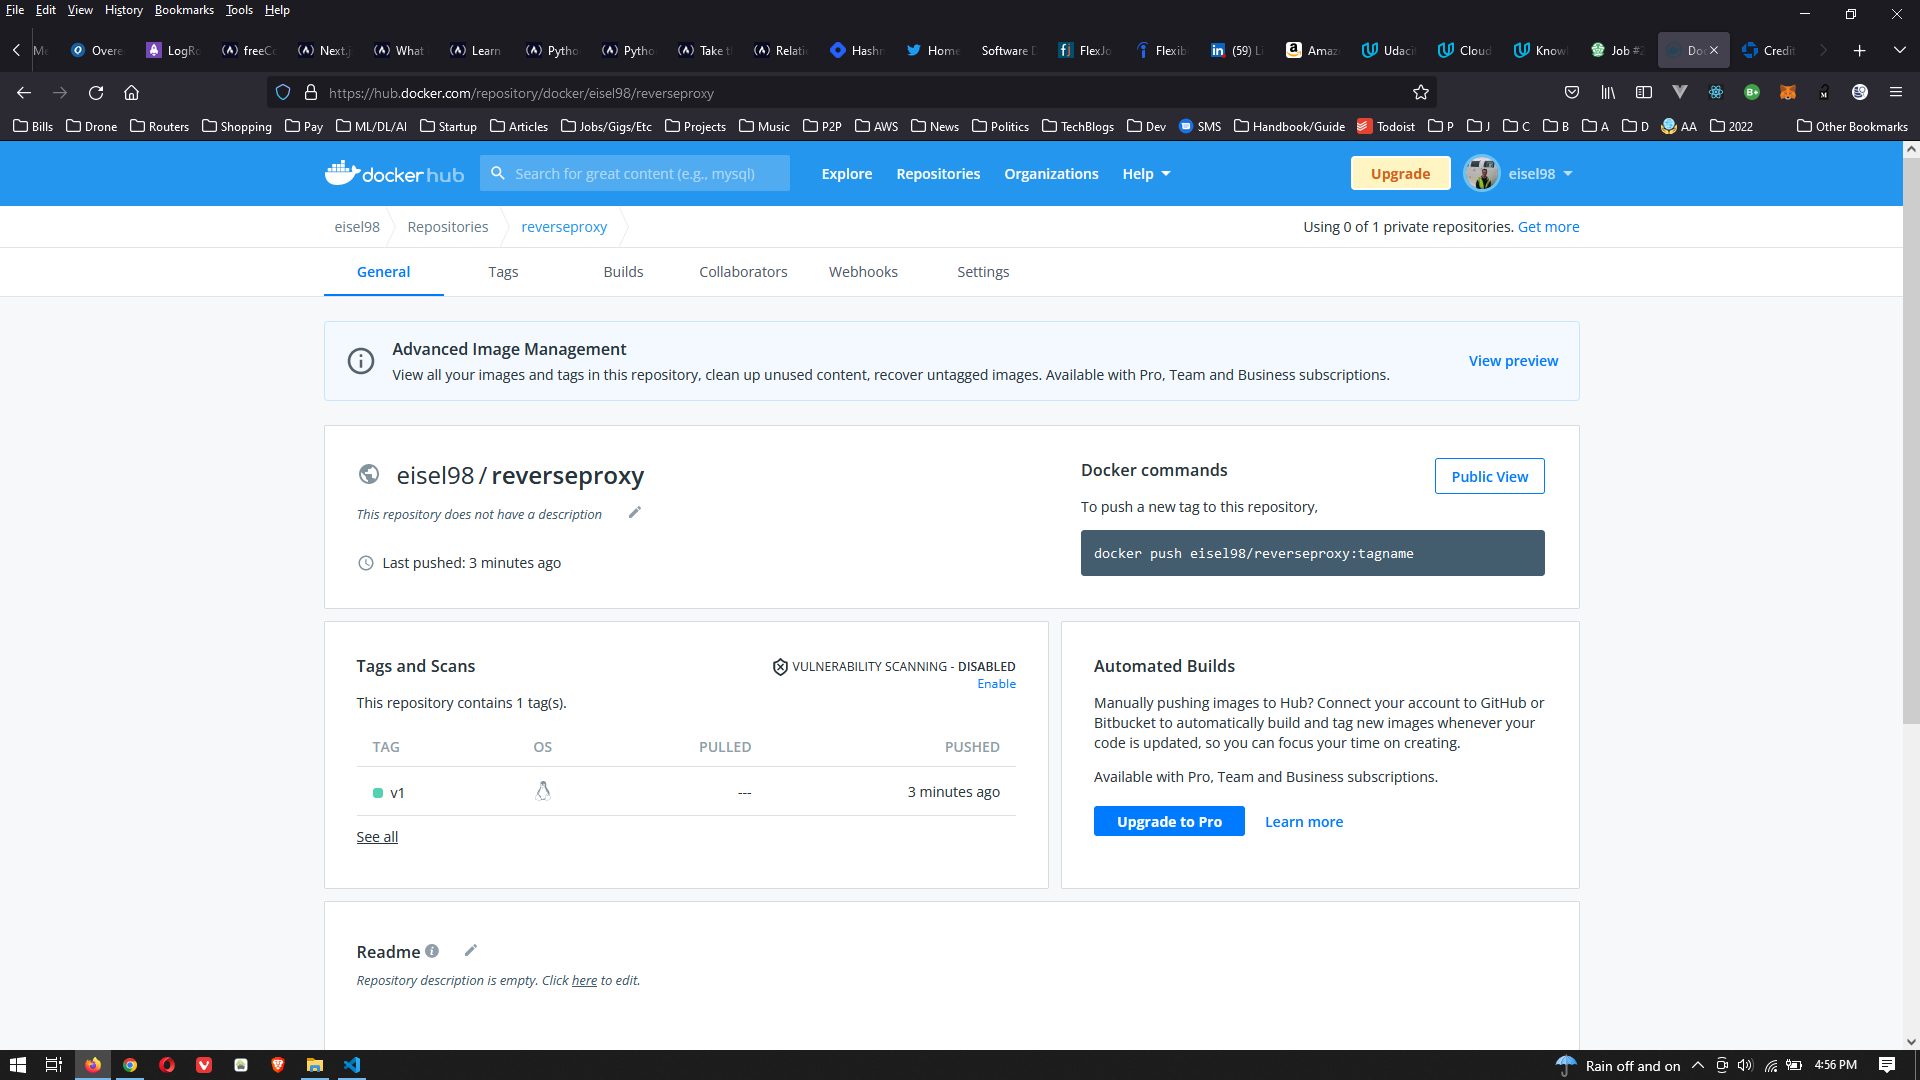 File Edit View History Bookmarks Tools Help
Overe LogRo freeCo Next.j What Learn Pytho Pytho Take t Relati Hashn Home Software D FlexJo Flexib (59) Li Amaz Udaci Cloud Know Job #2 Doc Credit
https://hub.docker.com/repository/docker/eisel98/reverseproxy
Bills Drone Routers Shopping Pay ML/DL/AI Startup Articles Jobs/Gigs/Etc Projects Music P2P AWS News Politics TechBlogs Dev SMS Handbook/Guide Todoist P J C B A D AA 2022 Other Bookmarks
docker hub Search for great content (e.g., mysql) Explore Repositories Organizations Help Upgrade eisel98
eisel98 Repositories reverseproxy Using 0 of 1 private repositories. Get more
General Tags Builds Collaborators Webhooks Settings
Advanced Image Management
View all your images and tags in this repository, clean up unused content, recover untagged images. Available with Pro, Team and Business subscriptions.
View preview
eisel98 / reverseproxy
This repository does not have a description
Last pushed: 3 minutes ago
Docker commands
Public View
To push a new tag to this repository,
docker push eisel98/reverseproxy:tagname
Tags and Scans
VULNERABILITY SCANNING - DISABLED
Enable
This repository contains 1 tag(s).
TAG OS PULLED PUSHED
v1 --- 3 minutes ago
See all
Automated Builds
Manually pushing images to Hub? Connect your account to GitHub or
Bitbucket to automatically build and tag new images whenever your
code is updated, so you can focus your time on creating.
Available with Pro, Team and Business subscriptions.
Upgrade to Pro Learn more
Readme
Repository description is empty. Click here to edit.
Rain off and on 4:56 PM